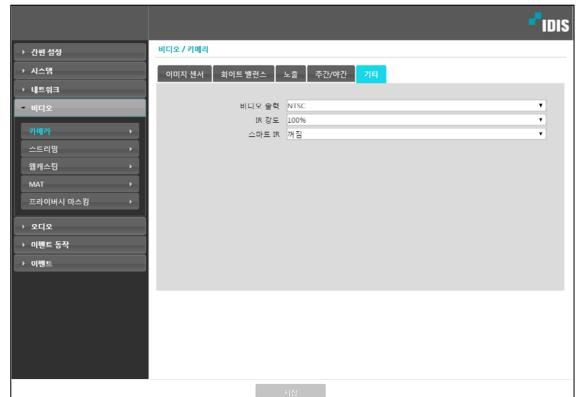 IDIS
비디오 / 카메라
간편 설정
시스템
네트워크
비디오
카메라
스트리밍
웹캐스팅
MAT
프라이버시 마스킹
오디오
이벤트 동작
이벤트
이미지 센서 화이트 밸런스 노출 주간/야간 기타
비디오 출력 NTSC
IR 강도 100%
스마트 IR 꺼짐
저장